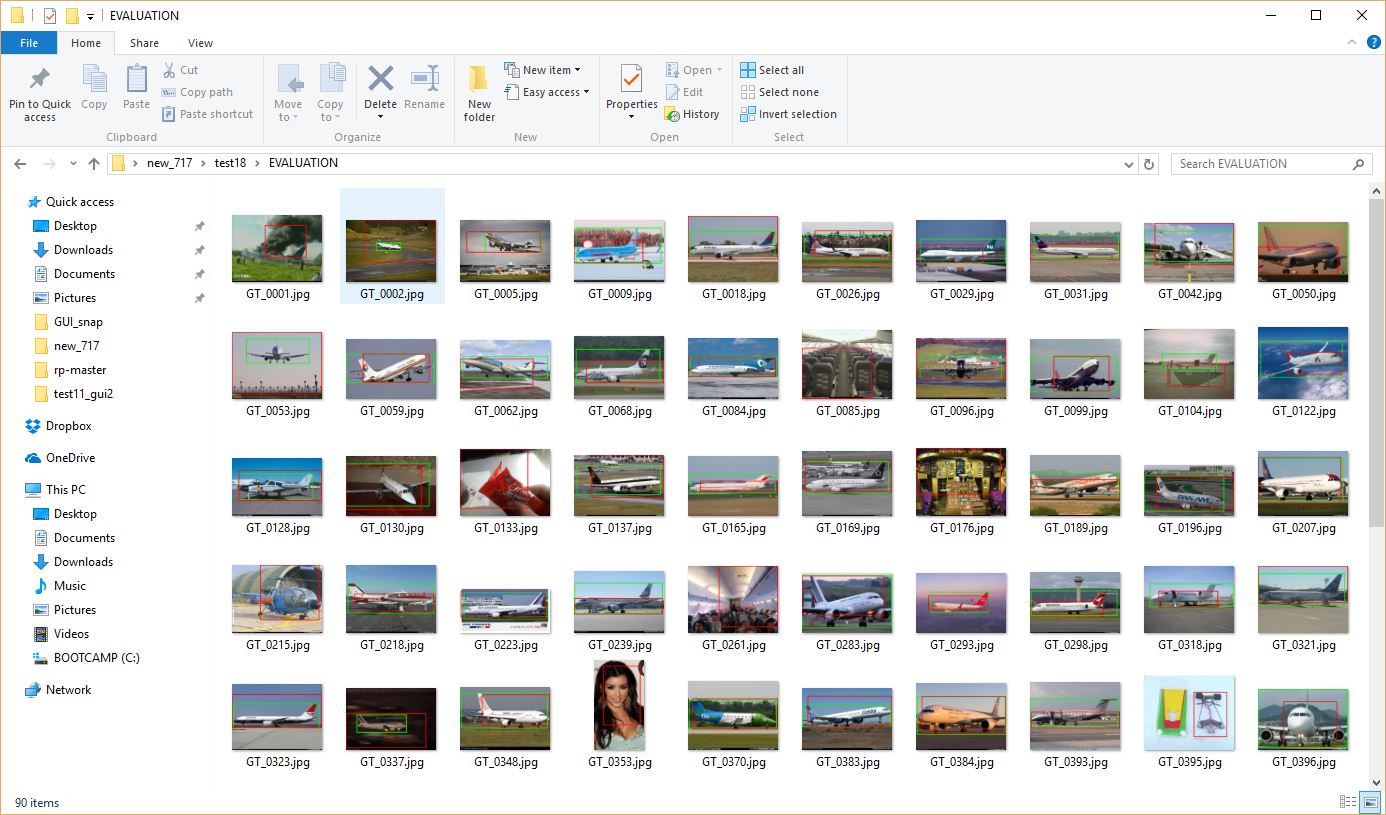 EVALUATION
File Home Share View
Pin to Quick access
Copy
Paste
Cut
Copy path
Paste shortcut
Clipboard
Move to
Copy to
Delete
Rename
Organize
New folder
New item
Easy access
New
Properties
Open
Edit
History
Open
Select all
Select none
Invert selection
Select
new_717 > test18 > EVALUATION
Search EVALUATION
Quick access
Desktop
Downloads
Documents
Pictures
GUI_snap
new_717
rp-master
test11_gui2
Dropbox
OneDrive
This PC
Desktop
Documents
Downloads
Music
Pictures
Videos
BOOTCAMP (C:)
Network
GT_0001.jpg GT_0002.jpg GT_0005.jpg GT_0009.jpg GT_0018.jpg GT_0026.jpg GT_0029.jpg GT_0031.jpg GT_0042.jpg GT_0050.jpg
GT_0053.jpg GT_0059.jpg GT_0062.jpg GT_0068.jpg GT_0084.jpg GT_0085.jpg GT_0096.jpg GT_0099.jpg GT_0104.jpg GT_0122.jpg
PAN AM
GT_0128.jpg GT_0130.jpg GT_0133.jpg GT_0137.jpg GT_0165.jpg GT_0169.jpg GT_0176.jpg GT_0189.jpg GT_0196.jpg GT_0207.jpg
GT_0215.jpg GT_0218.jpg GT_0223.jpg GT_0239.jpg GT_0261.jpg GT_0283.jpg GT_0293.jpg GT_0298.jpg GT_0318.jpg GT_0321.jpg
Go
GT_0323.jpg GT_0337.jpg GT_0348.jpg GT_0353.jpg GT_0370.jpg GT_0383.jpg GT_0384.jpg GT_0393.jpg GT_0395.jpg GT_0396.jpg
90 items